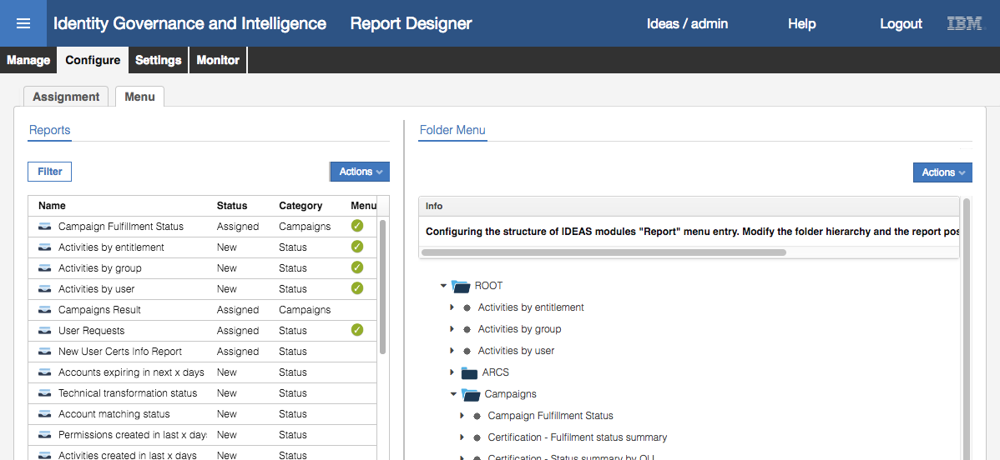 Identity Governance and Intelligence Report Designer Ideas / admin Help Logout IBM
Manage Configure Settings Monitor
Assignment Menu
Reports
Filter Actions
Name Status Category Menu
Campaign Fulfillment Status Assigned Campaigns
Activities by entitlement New Status
Activities by group New Status
Activities by user New Status
Campaigns Result Assigned Campaigns
User Requests Assigned Status
New User Certs Info Report Assigned Status
Accounts expiring in next x days New Status
Technical transformation status New Status
Account matching status New Status
Permissions created in last x day New Status
Activities created in last x days New Status
Folder Menu
Actions
Info
Configuring the structure of IDEAS modules "Report" menu entry. Modify the folder hierarchy and the report pos
ROOT
Activities by entitlement
Activities by group
Activities by user
ARCS
Campaigns
Campaign Fulfillment Status
Certification - Fulfilment status summary
Certification - Status summary by OU